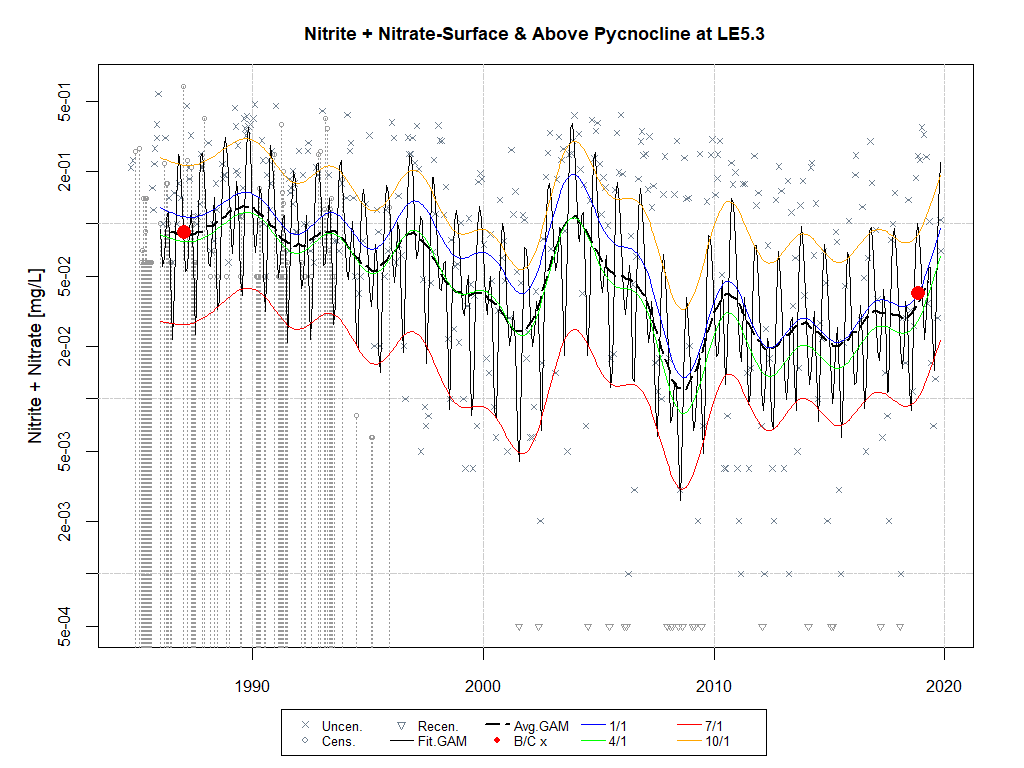 Nitrite + Nitrate-Surface & Above Pycnocline at LE5.3
Nitrite + Nitrate [mg/L]
5e-01
2e-01
5e-02
2e-02
5e-03
2e-03
5e-04
1990 2000 2010 2020
Uncen. Recen. Avg.GAM 1/1 7/1
Cens. Fit.GAM B/C x 4/1 10/1